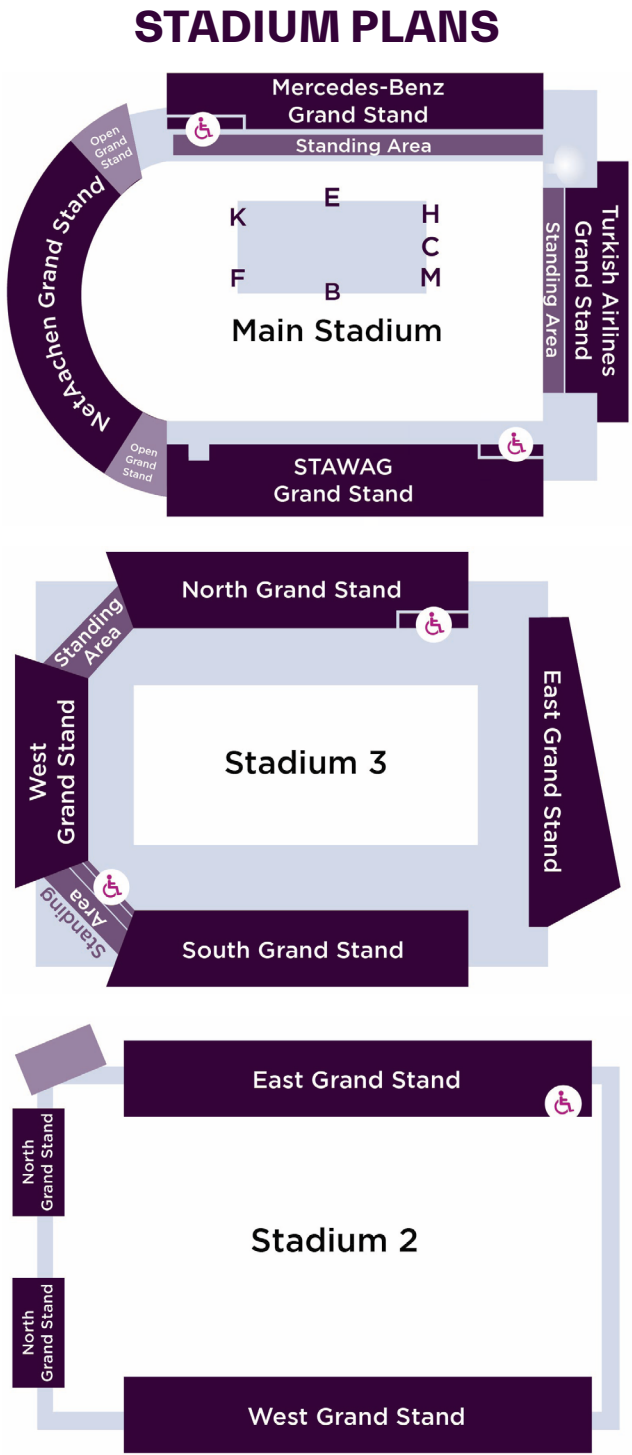 STADIUM PLANS
Mercedes-Benz
Grand Stand
Standing Area
Open
Grand
Stand
NetAachen Grand Stand
Open
Grand
Stand
E
K
H
C
F
M
B
Main Stadium
Standing Area
Turkish Airlines
Grand Stand
STAWAG
Grand Stand
North Grand Stand
Standing
Area
West
Grand Stand
Stadium 3
East Grand Stand
Standing
Area
South Grand Stand
East Grand Stand
North
Grand Stand
Stadium 2
North
Grand Stand
West Grand Stand